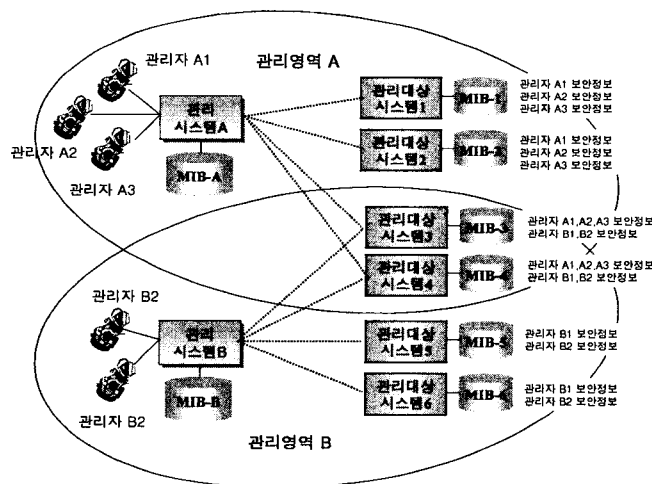 관리자 A1
관리자 A2
관리자 A3
관리영역 A
관리
시스템A
MIB-A
관리대상
시스템1
MIB-1
관리자 A1 보안정보
관리자 A2 보안정보
관리자 A3 보안정보
관리대상
시스템2
MIB-2
관리자 A1 보안정보
관리자 A2 보안정보
관리자 A3 보안정보
관리대상
시스템3
MIB-3
관리자 A1,A2,A3 보안정보
관리자 B1,B2 보안정보
관리대상
시스템4
MIB-4
관리자 A1,A2,A3 보안정보
관리자 B1,B2 보안정보
관리자 B2
관리자 B2
관리
시스템B
MIB-B
관리대상
시스템5
MIB-5
관리자 B1 보안정보
관리자 B2 보안정보
관리대상
시스템6
MIB-6
관리자 B1 보안정보
관리자 B2 보안정보
관리영역 B